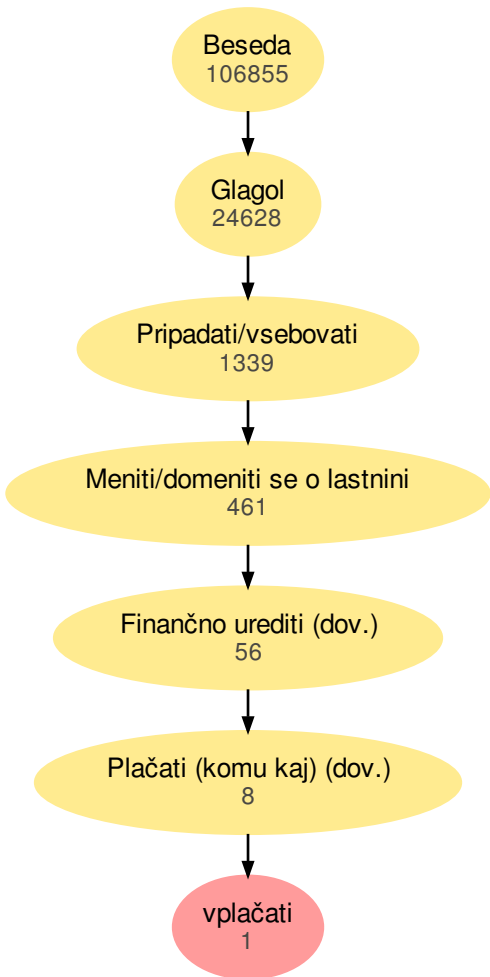 Beseda
106855
Glagol
24628
Pripadati/vsebovati
1339
Meniti/domeniti se o lastnini
461
Finančno urediti (dov.)
56
Plačati (komu kaj) (dov.)
8
vplačati
1